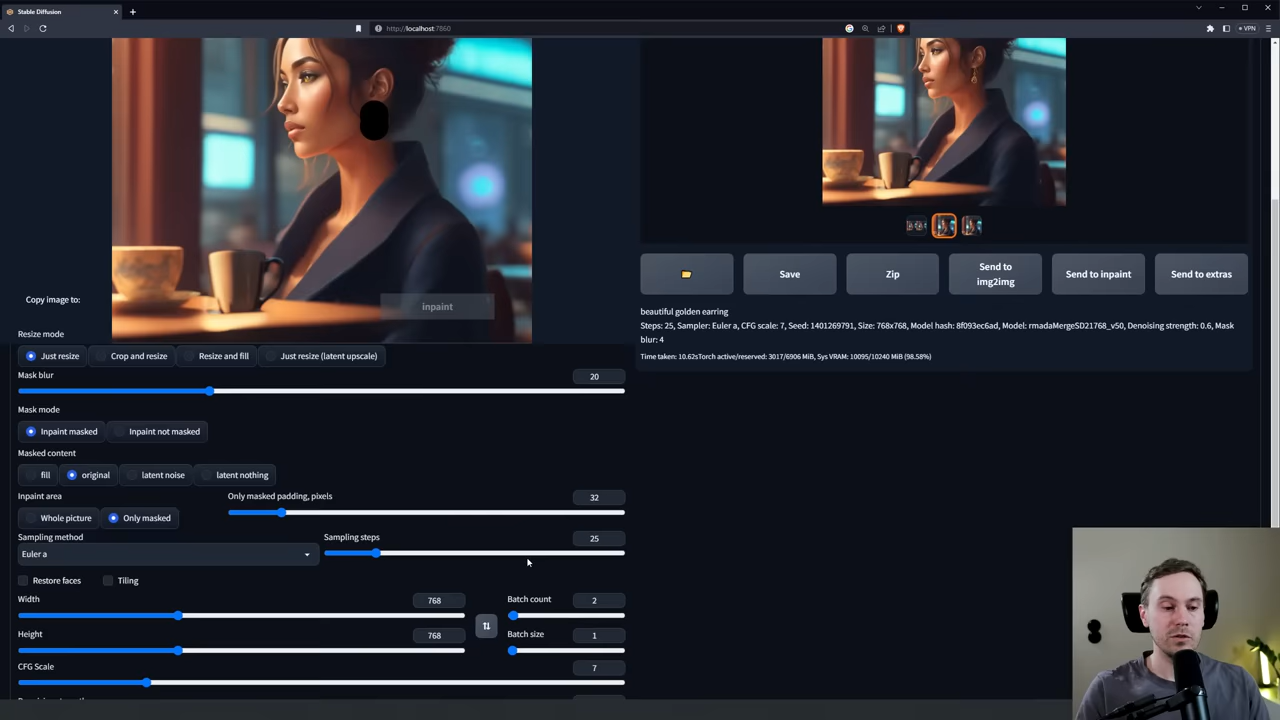 Stable Diffusion
http://localhost:7860
VPN
Copy image to:
inpaint
Resize mode
Just resize
Crop and resize
Resize and fill
Just resize (latent upscale)
Mask blur
20
Mask mode
Inpaint masked
Inpaint not masked
Masked content
fill
original
latent noise
latent nothing
Inpaint area
Only masked padding, pixels
32
Whole picture
Only masked
Sampling method
Sampling steps
25
Euler a
Restore faces
Tiling
Width
768
Batch count
2
Height
768
Batch size
1
CFG Scale
7
Save
Zip
Send to
img2img
Send to inpaint
Send to extras
beautiful golden earring
Steps: 25, Sampler: Euler a, CFG scale: 7, Seed: 1401269791, Size: 768x768, Model hash: 8f093ec6ad, Model: rmadaMergeSD21768_v50, Denoising strength: 0.6, Mask
blur: 4
Time taken: 10.62sTorch active/reserved: 3017/6906 MiB, Sys VRAM: 10095/10240 MiB (98.58%)